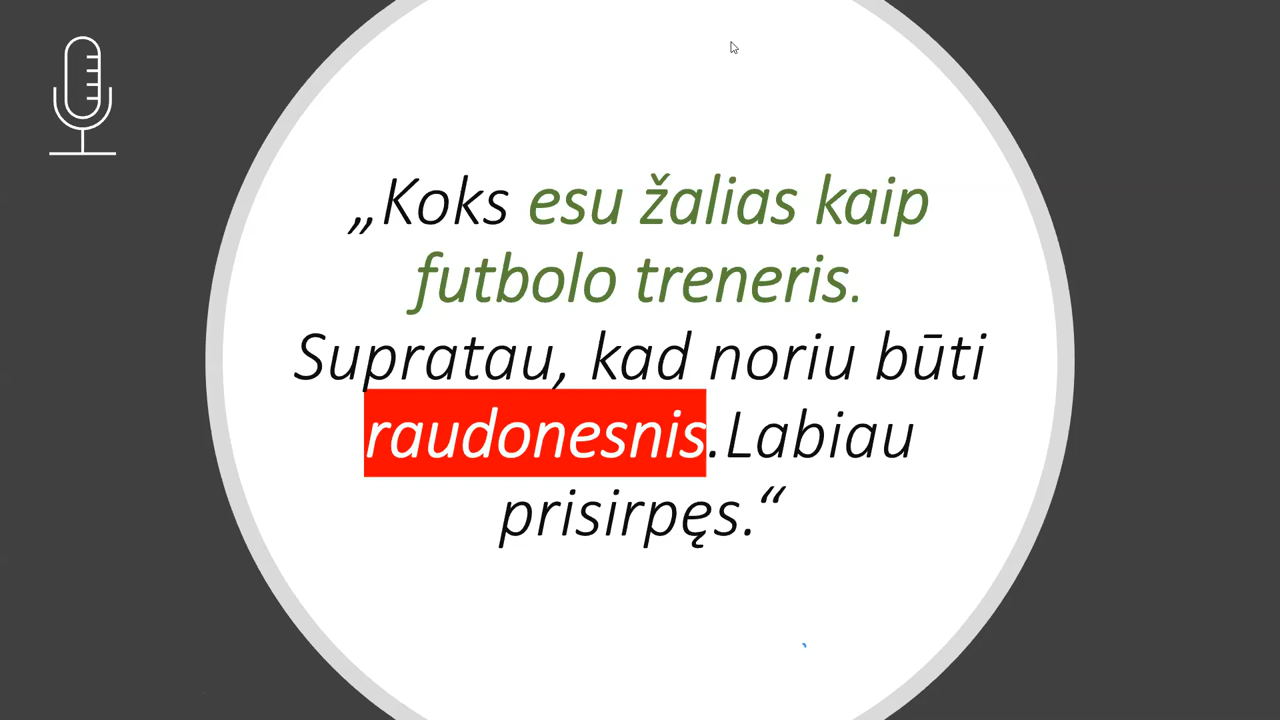 „Koks esu žalias kaip
futbolo treneris.
Supratau, kad noriu būti
raudonesnis.Labiau
prisirpęs.“